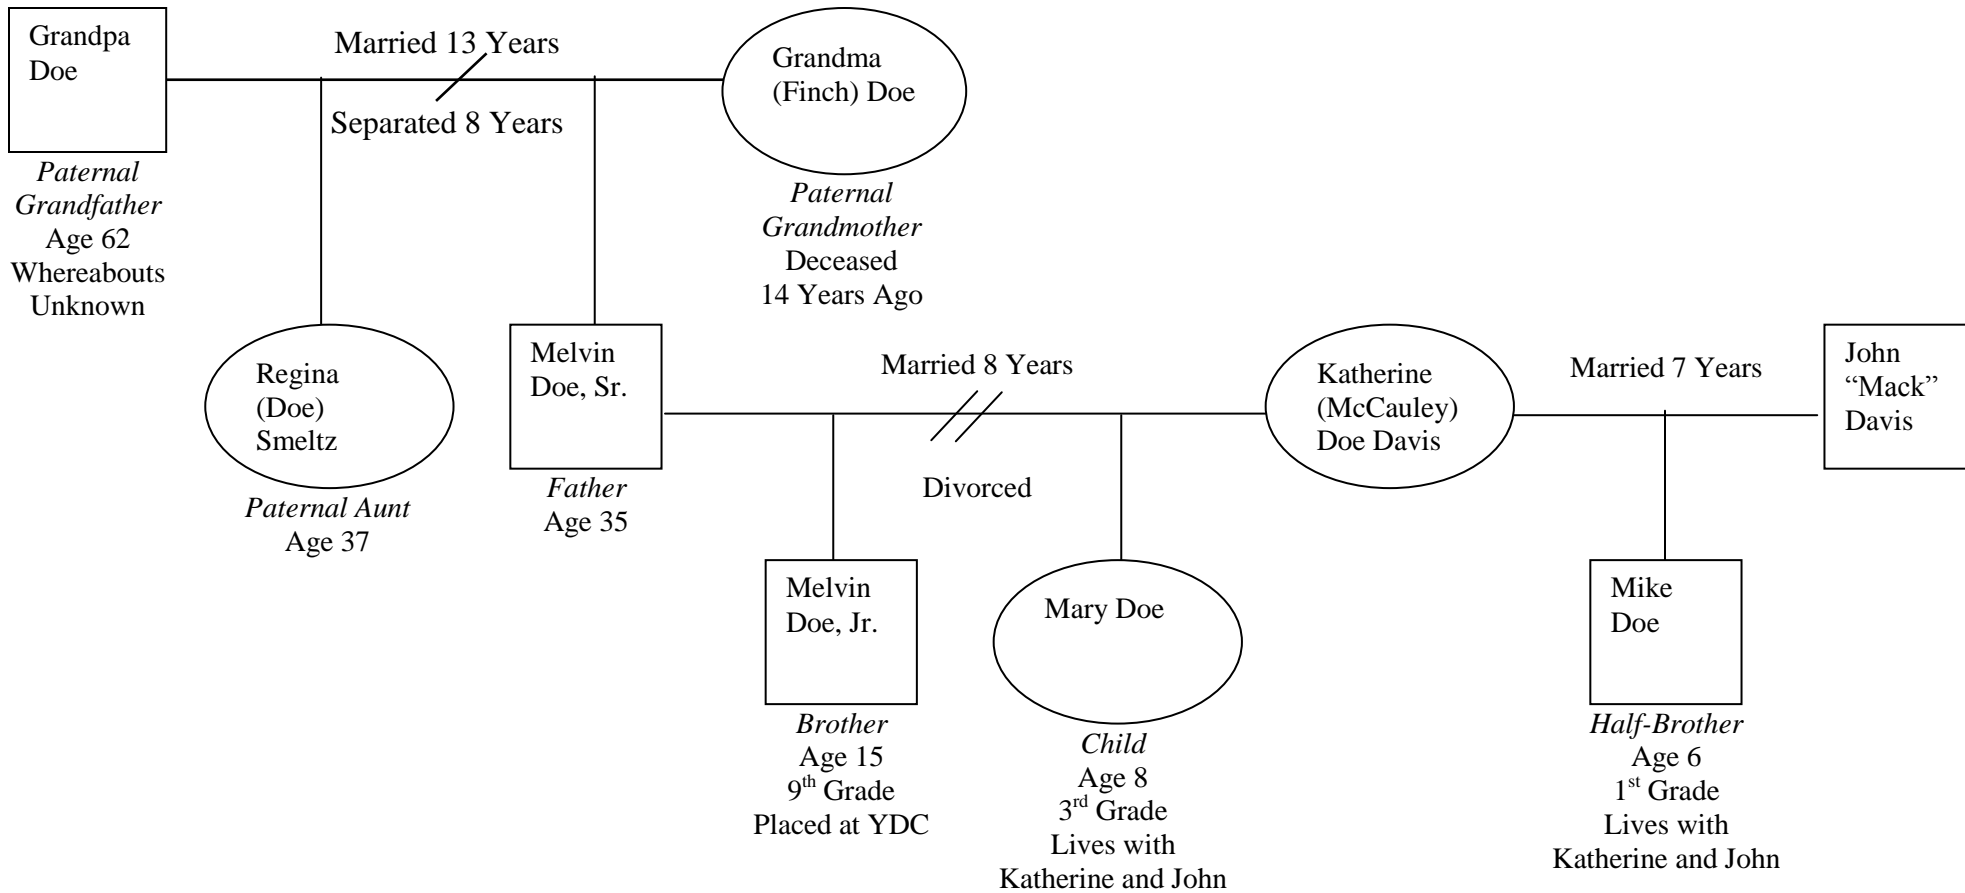 Grandpa
Doe
Married 13 Years
Separated 8 Years
Grandma
(Finch) Doe
Paternal
Grandfather
Age 62
Whereabouts
Unknown
Paternal
Grandmother
Deceased
14 Years Ago
Regina
(Doe)
Smeltz
Paternal Aunt
Age 37
Melvin
Doe, Sr.
Father
Age 35
Married 8 Years
Divorced
Katherine
(McCauley)
Doe Davis
Married 7 Years
John
“Mack”
Davis
Melvin
Doe, Jr.
Brother
Age 15
9th Grade
Placed at YDC
Mary Doe
Child
Age 8
3rd Grade
Lives with
Katherine and John
Mike
Doe
Half-Brother
Age 6
1st Grade
Lives with
Katherine and John